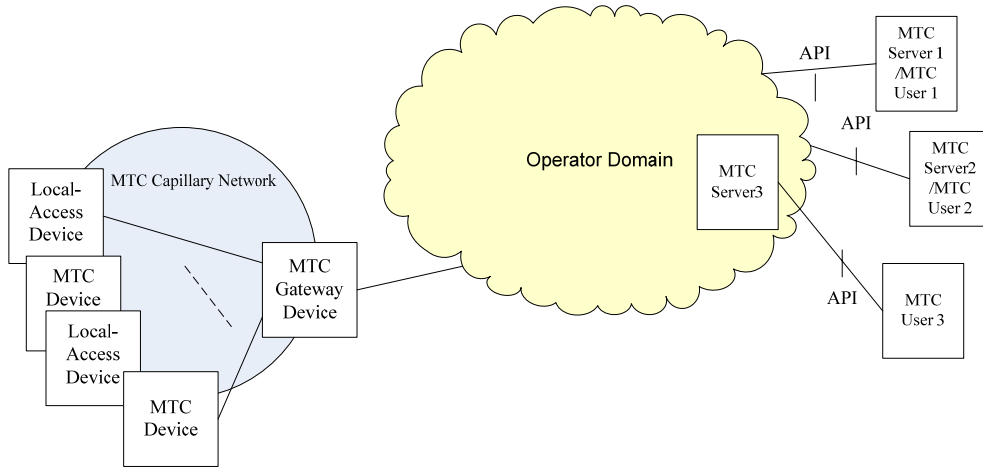 MTC Capillary Network
Local-
Access
Device
MTC
Device
Local-
Access
Device
MTC
Device
MTC
Gateway
Device
Operator Domain
MTC
Server3
API
MTC
Server 1
/MTC
User 1
API
MTC
Server2
/MTC
User 2
API
MTC
User 3